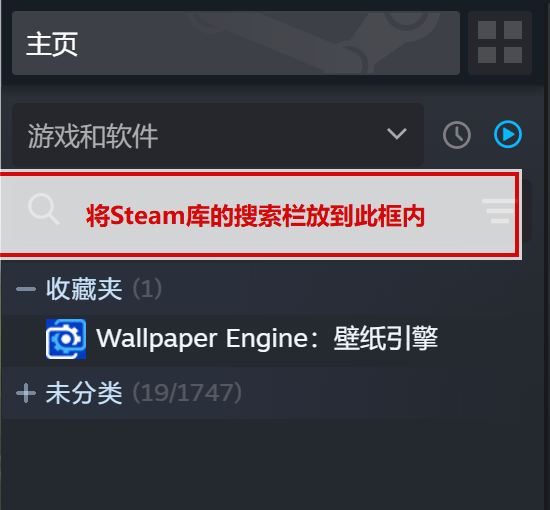 主页
游戏和软件
将Steam库的搜索栏放到此框内
收藏夹 (1)
Wallpaper Engine：壁纸引擎
未分类 (19/1747)